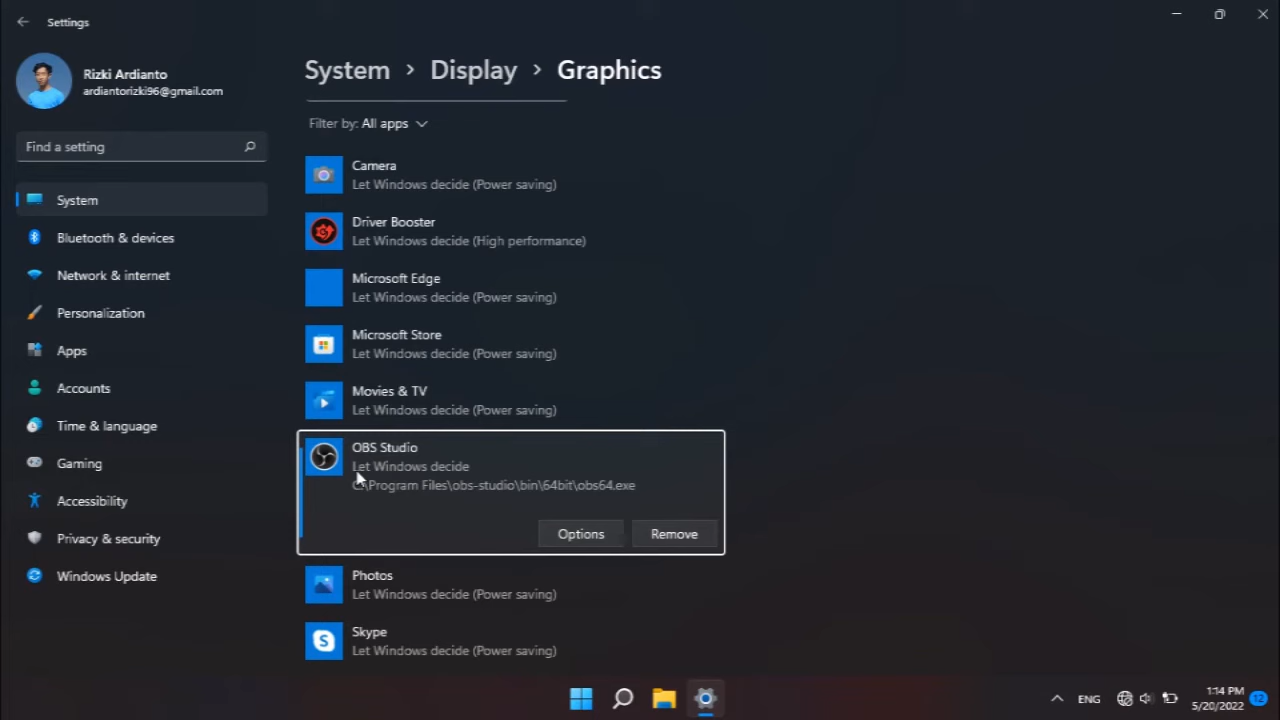 Settings
Rizki Ardianto
ardiantorizki96@gmail.com
Find a setting
System
Bluetooth & devices
Network & internet
Personalization
Apps
Accounts
Time & language
Gaming
Accessibility
Privacy & security
Windows Update
System > Display > Graphics
Filter by: All apps
Camera
Let Windows decide (Power saving)
Driver Booster
Let Windows decide (High performance)
Microsoft Edge
Let Windows decide (Power saving)
Microsoft Store
Let Windows decide (Power saving)
Movies & TV
Let Windows decide (Power saving)
OBS Studio
Let Windows decide
C:\Program Files\obs-studio\bin\64bit\obs64.exe
Options Remove
Photos
Let Windows decide (Power saving)
Skype
Let Windows decide (Power saving)
ENG
1:14 PM
5/20/2022
12